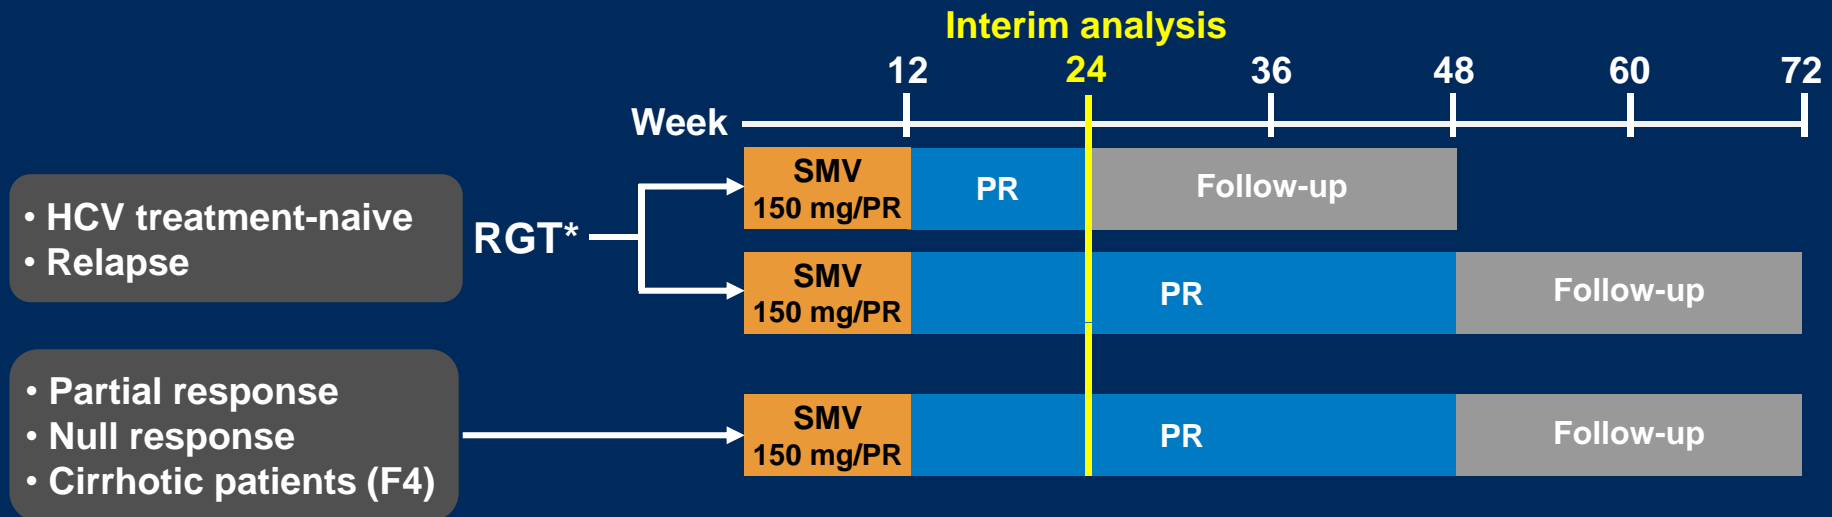 Interim analysis
12 24 36 48 60 72
Week
• HCV treatment-naive
• Relapse
RGT*
SMV
150 mg/PR
PR
Follow-up
SMV
150 mg/PR
PR
Follow-up
• Partial response
• Null response
• Cirrhotic patients (F4)
SMV
150 mg/PR
PR
Follow-up